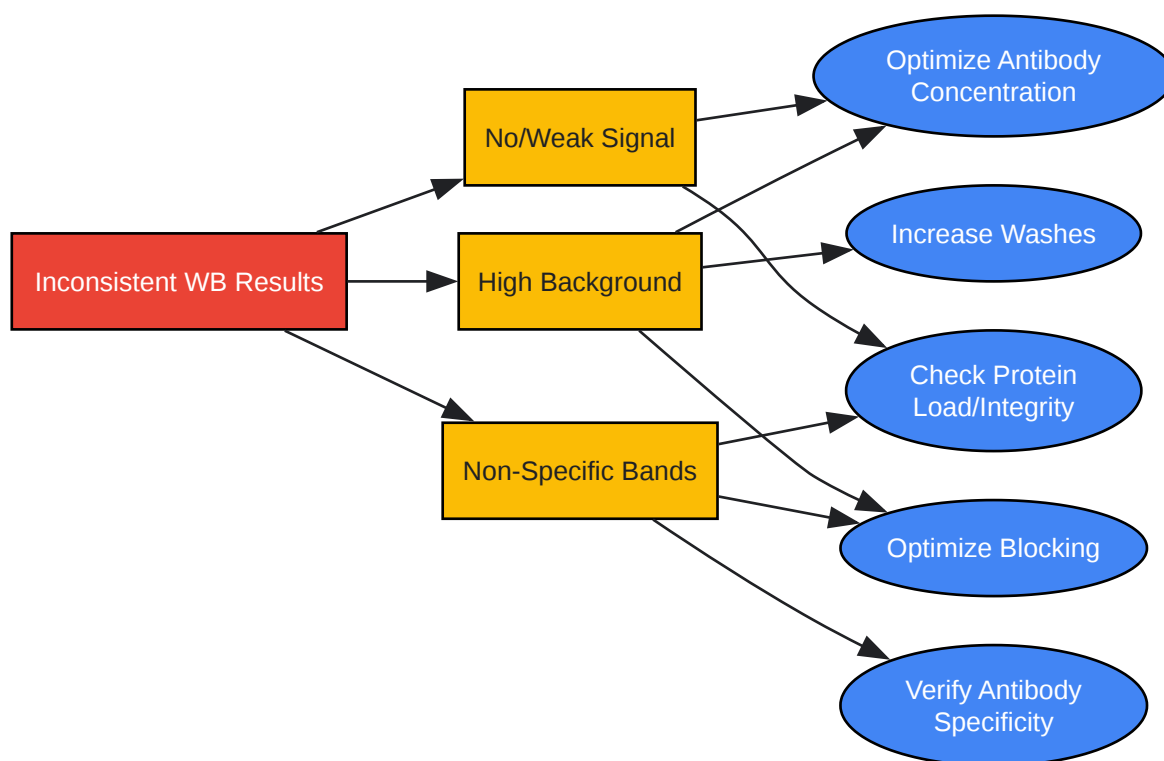 Inconsistent WB Results
No/Weak Signal
High Background
Non-Specific Bands
Optimize Antibody
Concentration
Increase Washes
Check Protein
Load/Integrity
Optimize Blocking
Verify Antibody
Specificity